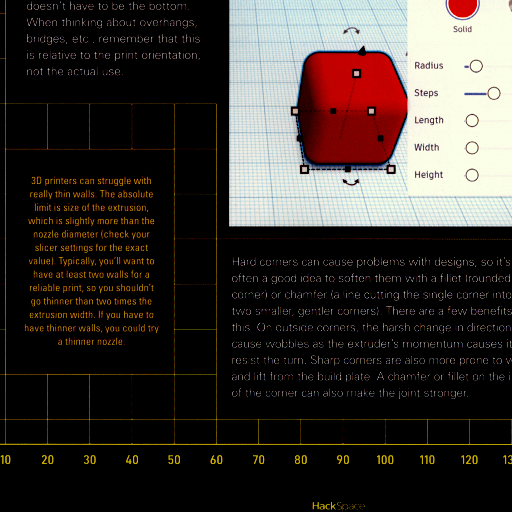 doesn't have to be the bottom.
When thinking about overhangs,
bridges, etc., remember that this
is relative to the print orientation,
not the actual use.
3D printers can struggle with
really thin walls. The absolute
limit is size of the extrusion,
which is slightly more than the
nozzle diameter (check your
slicer settings for the exact
value). Typically, you'll want to
have at least two walls for a
reliable print, so you shouldn't
go thinner than two times the
extrusion width. If you have to
have thinner walls, you could try
a thinner nozzle
Solid
Radius
Steps
Length
Width
Height
Hard corners can cause problems with designs, so it's
often a good idea to soften them with a fillet (rounded
corner) or chamfer (a line cutting the single corner into
two smaller, gentler corners). There are a few benefits
this. On outside corners, the harsh change in direction
cause wobbles as the extruder's momentum causes it
resist the turn. Sharp corners are also more prone to
and lift from the build plate. A chamfer or fillet on the
of the corner can also make the joint stronger.
10 20 30 40 50 60 70 80 90 100 110 120
HackSpace